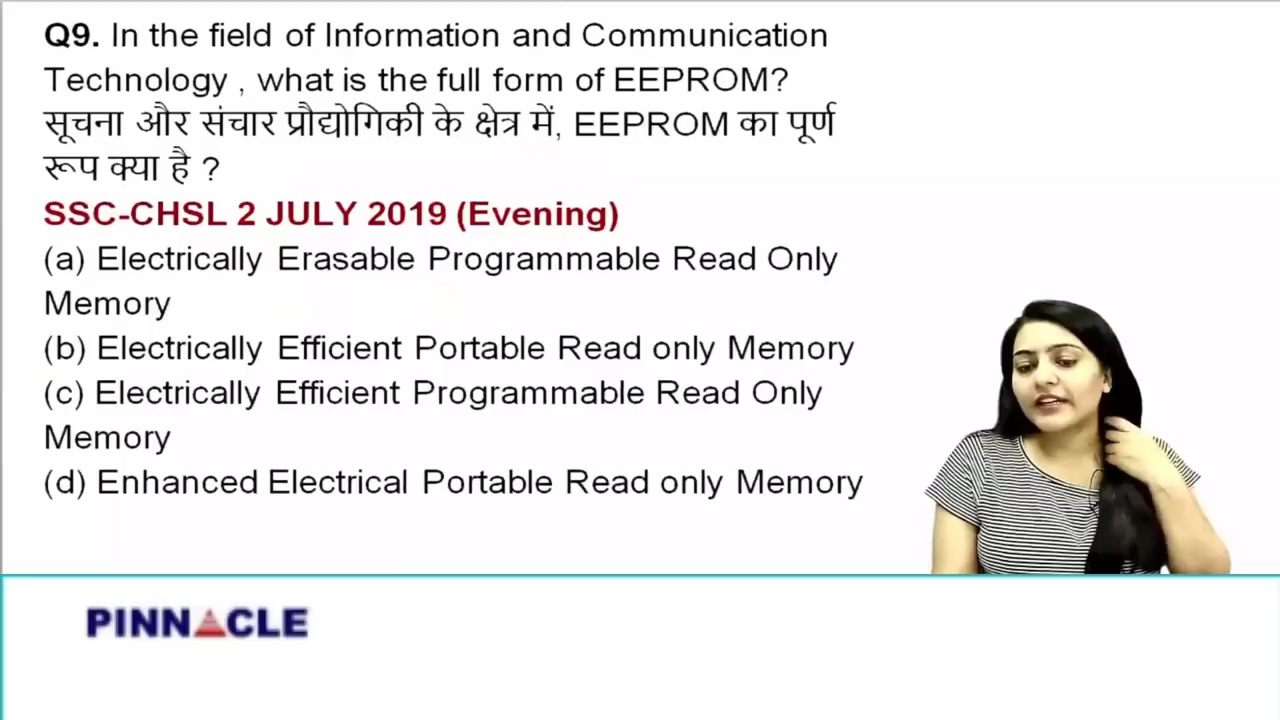 Q9. In the field of Information and Communication
Technology , what is the full form of EEPROM?
सूचना और संचार प्रौद्योगिकी के क्षेत्र में, EEPROM का पूर्ण
रूप क्या है ?
SSC-CHSL 2 JULY 2019 (Evening)
(a) Electrically Erasable Programmable Read Only
Memory
(b) Electrically Efficient Portable Read only Memory
(c) Electrically Efficient Programmable Read Only
Memory
(d) Enhanced Electrical Portable Read only Memory
PINNACLE